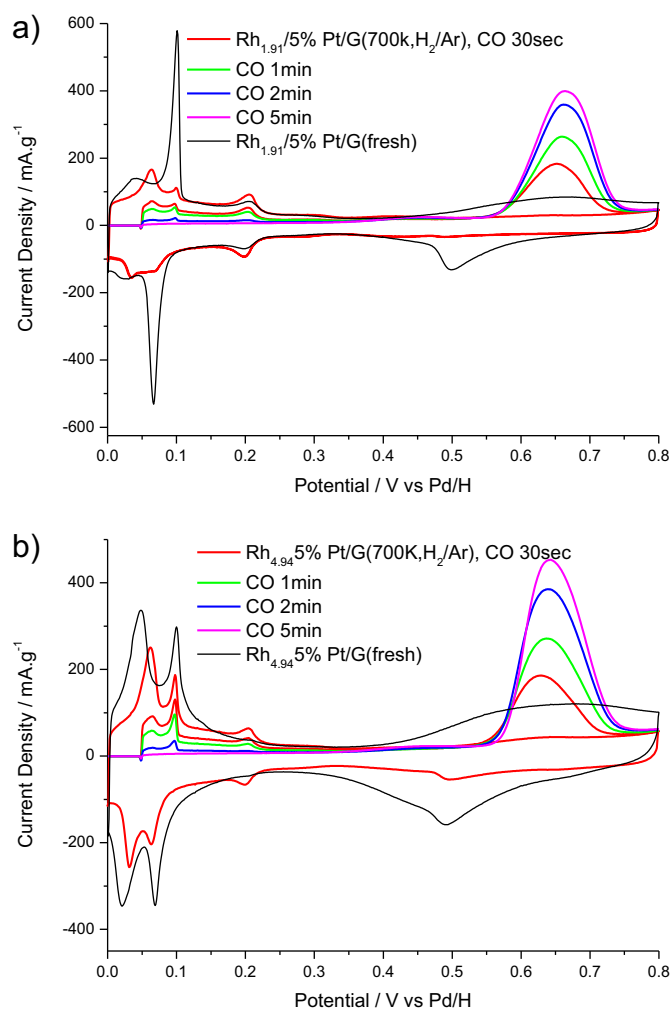 a)
600
400
200
0
-200
-400
-600
Current Density / mA.g-1
Rh1.91/5% Pt/G(700k,H2/Ar), CO 30sec
CO 1min
CO 2min
CO 5min
Rh1.91/5% Pt/G(fresh)
0.0 0.1 0.2 0.3 0.4 0.5 0.6 0.7 0.8
Potential / V vs Pd/H
b)
400
200
0
-200
-400
Current Density / mA.g-1
Rh4.945% Pt/G(700K,H2/Ar), CO 30sec
CO 1min
CO 2min
CO 5min
Rh4.945% Pt/G(fresh)
0.0 0.1 0.2 0.3 0.4 0.5 0.6 0.7 0.8
Potential / V vs Pd/H